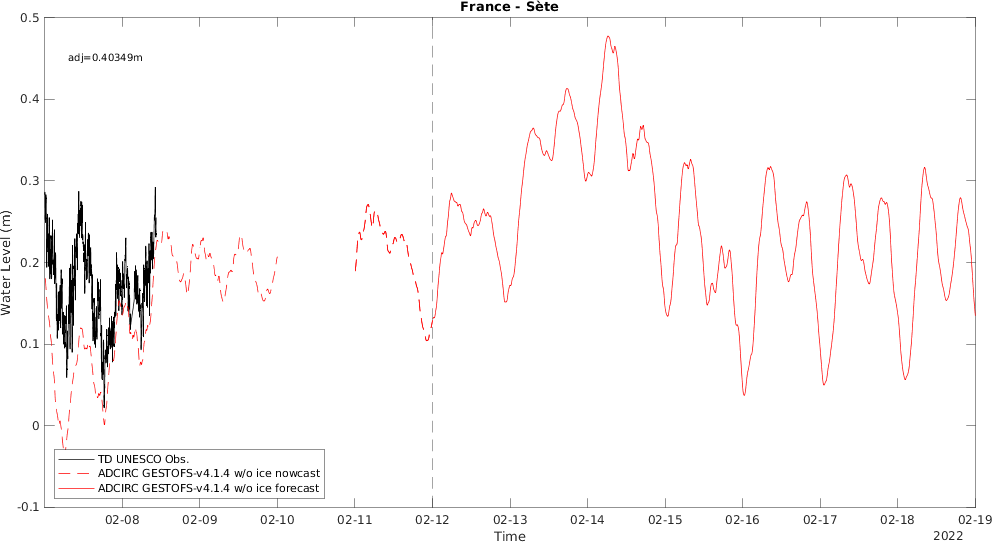 France - Sète
adj=0.40349m
Water Level (m)
0.5
0.4
0.3
0.2
0.1
0
-0.1
TD UNESCO Obs.
ADCIRC GESTOFS-v4.1.4 w/o ice nowcast
ADCIRC GESTOFS-v4.1.4 w/o ice forecast
02-08 02-09 02-10 02-11 02-12 02-13 02-14 02-15 02-16 02-17 02-18 02-19
Time
2022